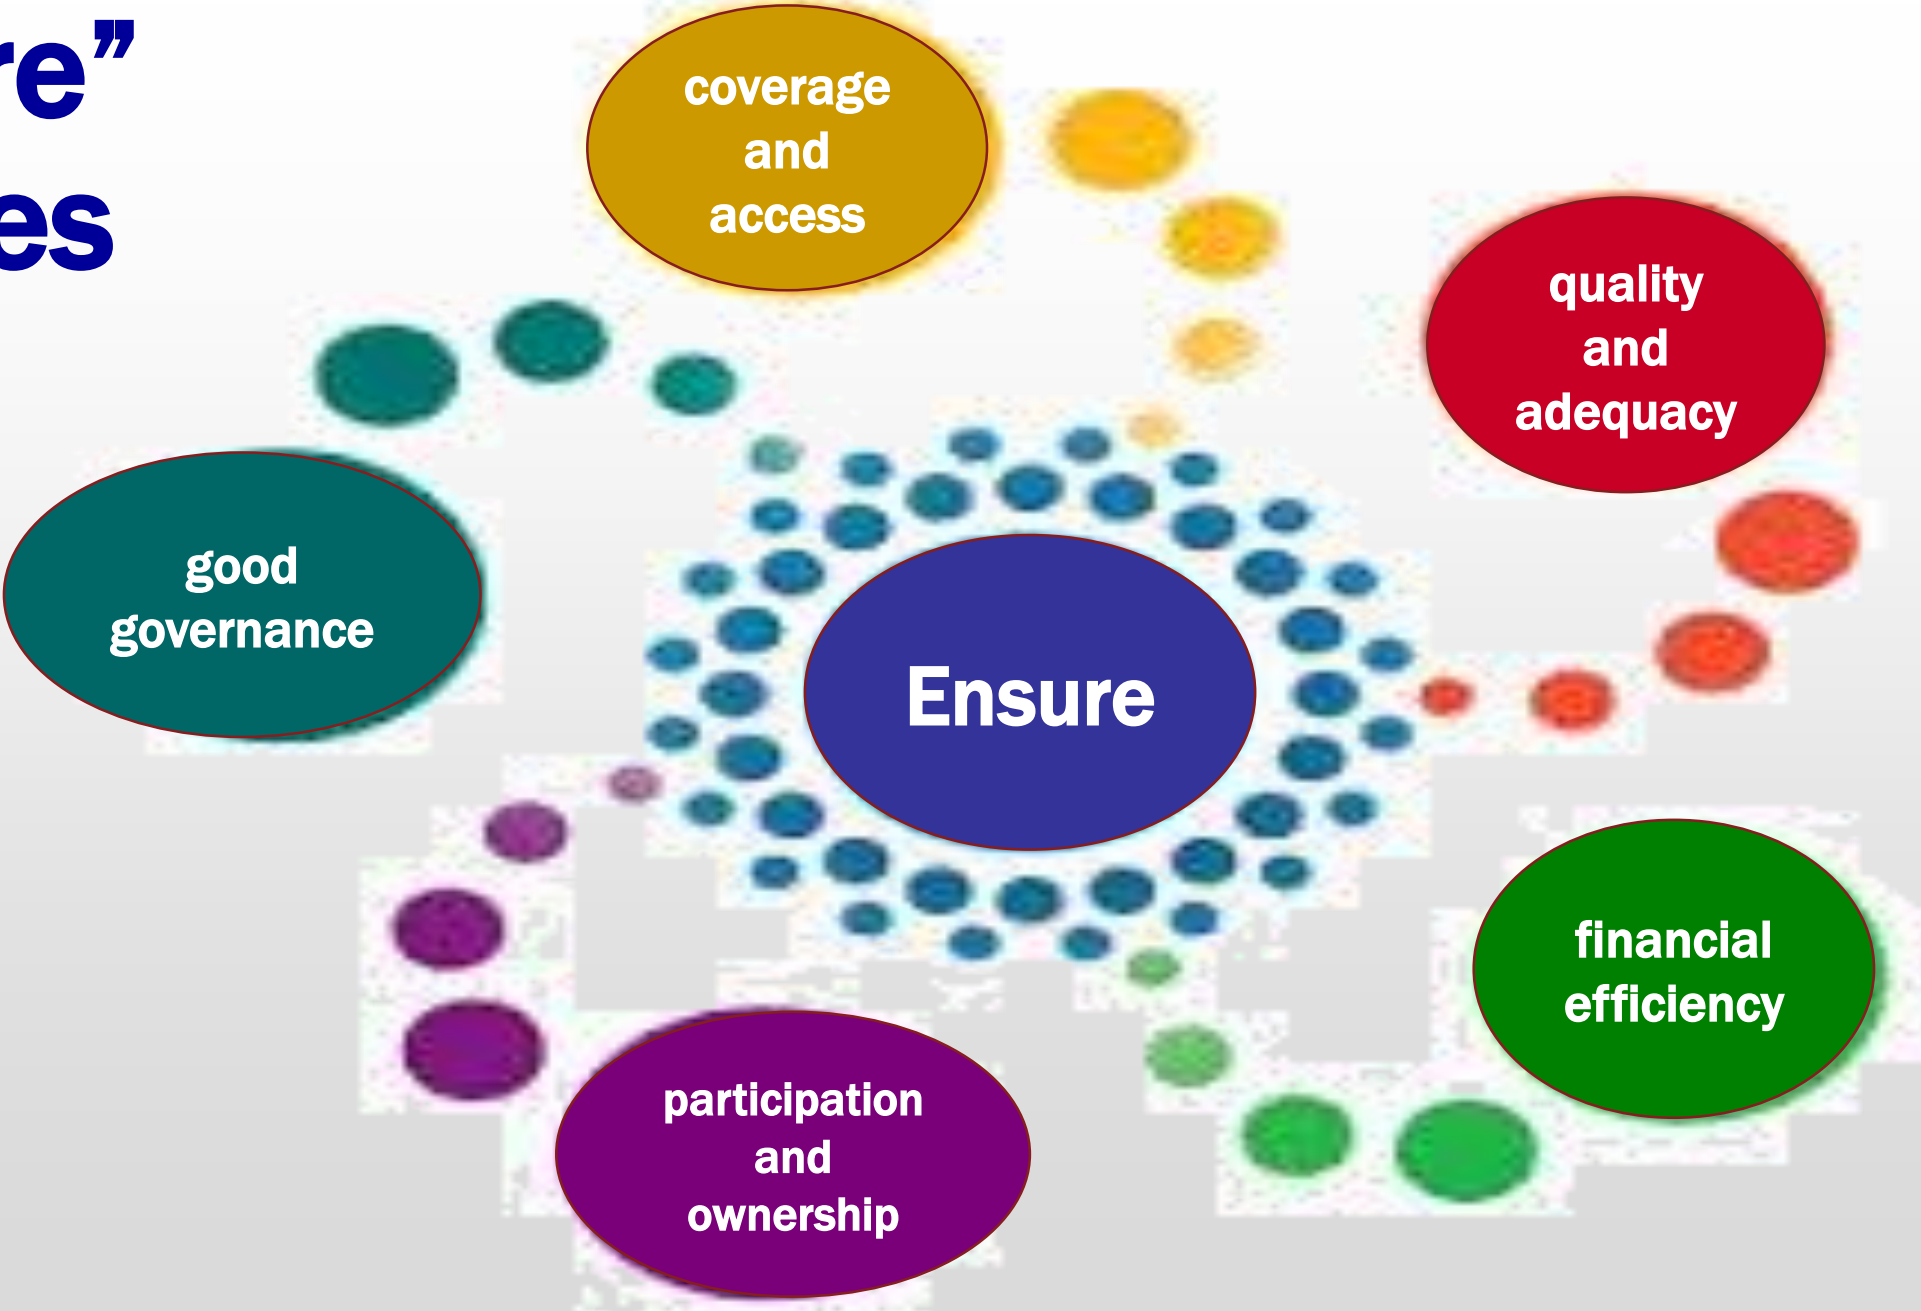 re”
es
coverage
and
access
quality
and
adequacy
good
governance
Ensure
financial
efficiency
participation
and
ownership